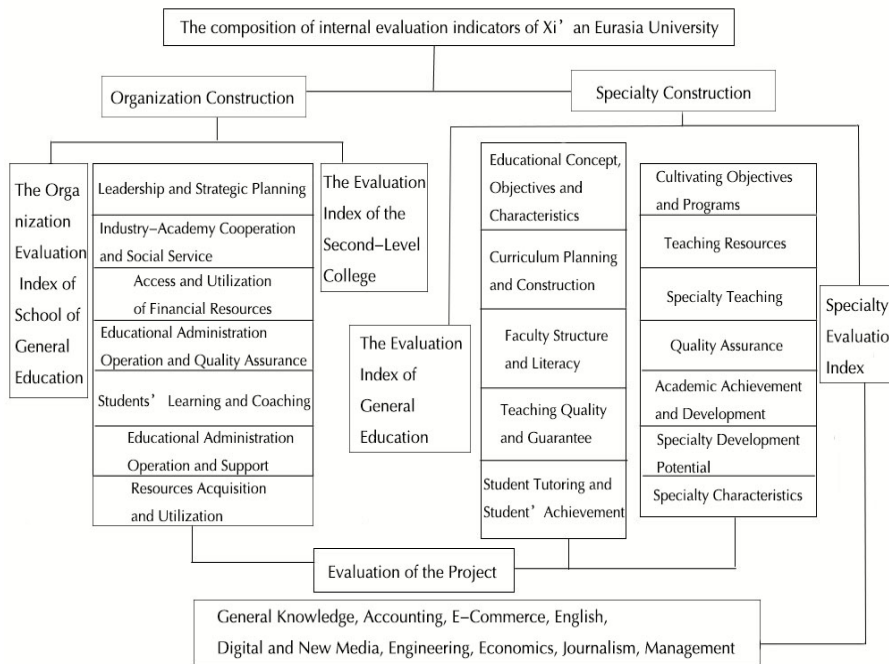 The composition of internal evaluation indicators of Xi’ an Eurasia University
Organization Construction
Specialty Construction
The Orga
nization
Evaluation
Index of
School of
General
Education
Leadership and Strategic Planning
Industry–Academy Cooperation
and Social Service
Access and Utilization
of Financial Resources
Educational Administration
Operation and Quality Assurance
Students’ Learning and Coaching
Educational Administration
Operation and Support
Resources Acquisition
and Utilization
The Evaluation
Index of the
Second–Level
College
The Evaluation
Index of
General
Education
Educational Concept,
Objectives and
Characteristics
Curriculum Planning
and Construction
Faculty Structure
and Literacy
Teaching Quality
and Guarantee
Student Tutoring and
Student’ Achievement
Cultivating Objectives
and Programs
Teaching Resources
Specialty Teaching
Quality Assurance
Academic Achievement
and Development
Specialty Development
Potential
Specialty Characteristics
Specialty
Evaluatio
Index
Evaluation of the Project
General Knowledge, Accounting, E–Commerce, English,
Digital and New Media, Engineering, Economics, Journalism, Management